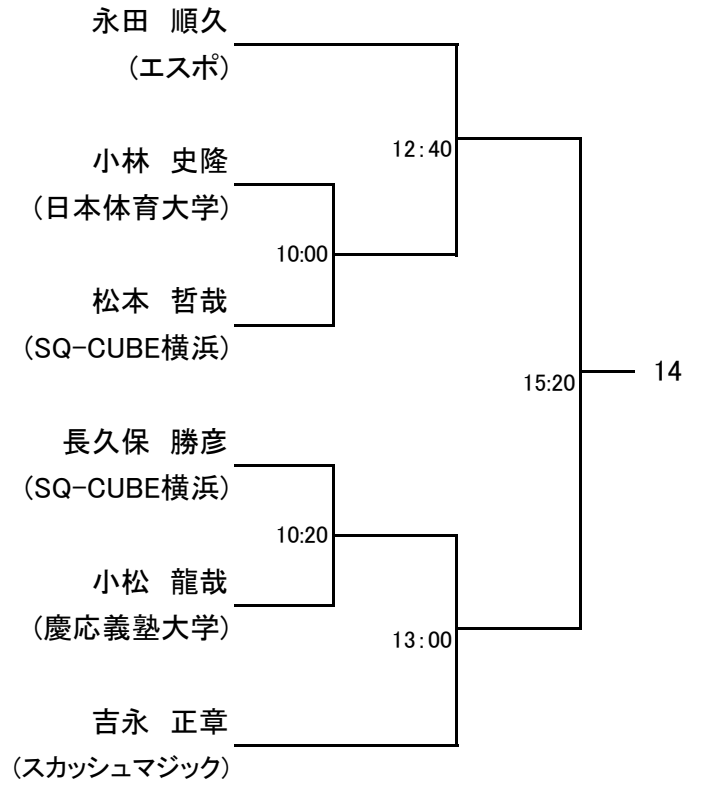 永田　順久
(エスポ)
12:40
小林　史隆
(日本体育大学)
10:00
松本　哲哉
(SQ-CUBE横浜)
15:20
14
長久保　勝彦
(SQ-CUBE横浜)
10:20
小松　龍哉
(慶応義塾大学)
13:00
吉永　正章
(スカッシュマジック)